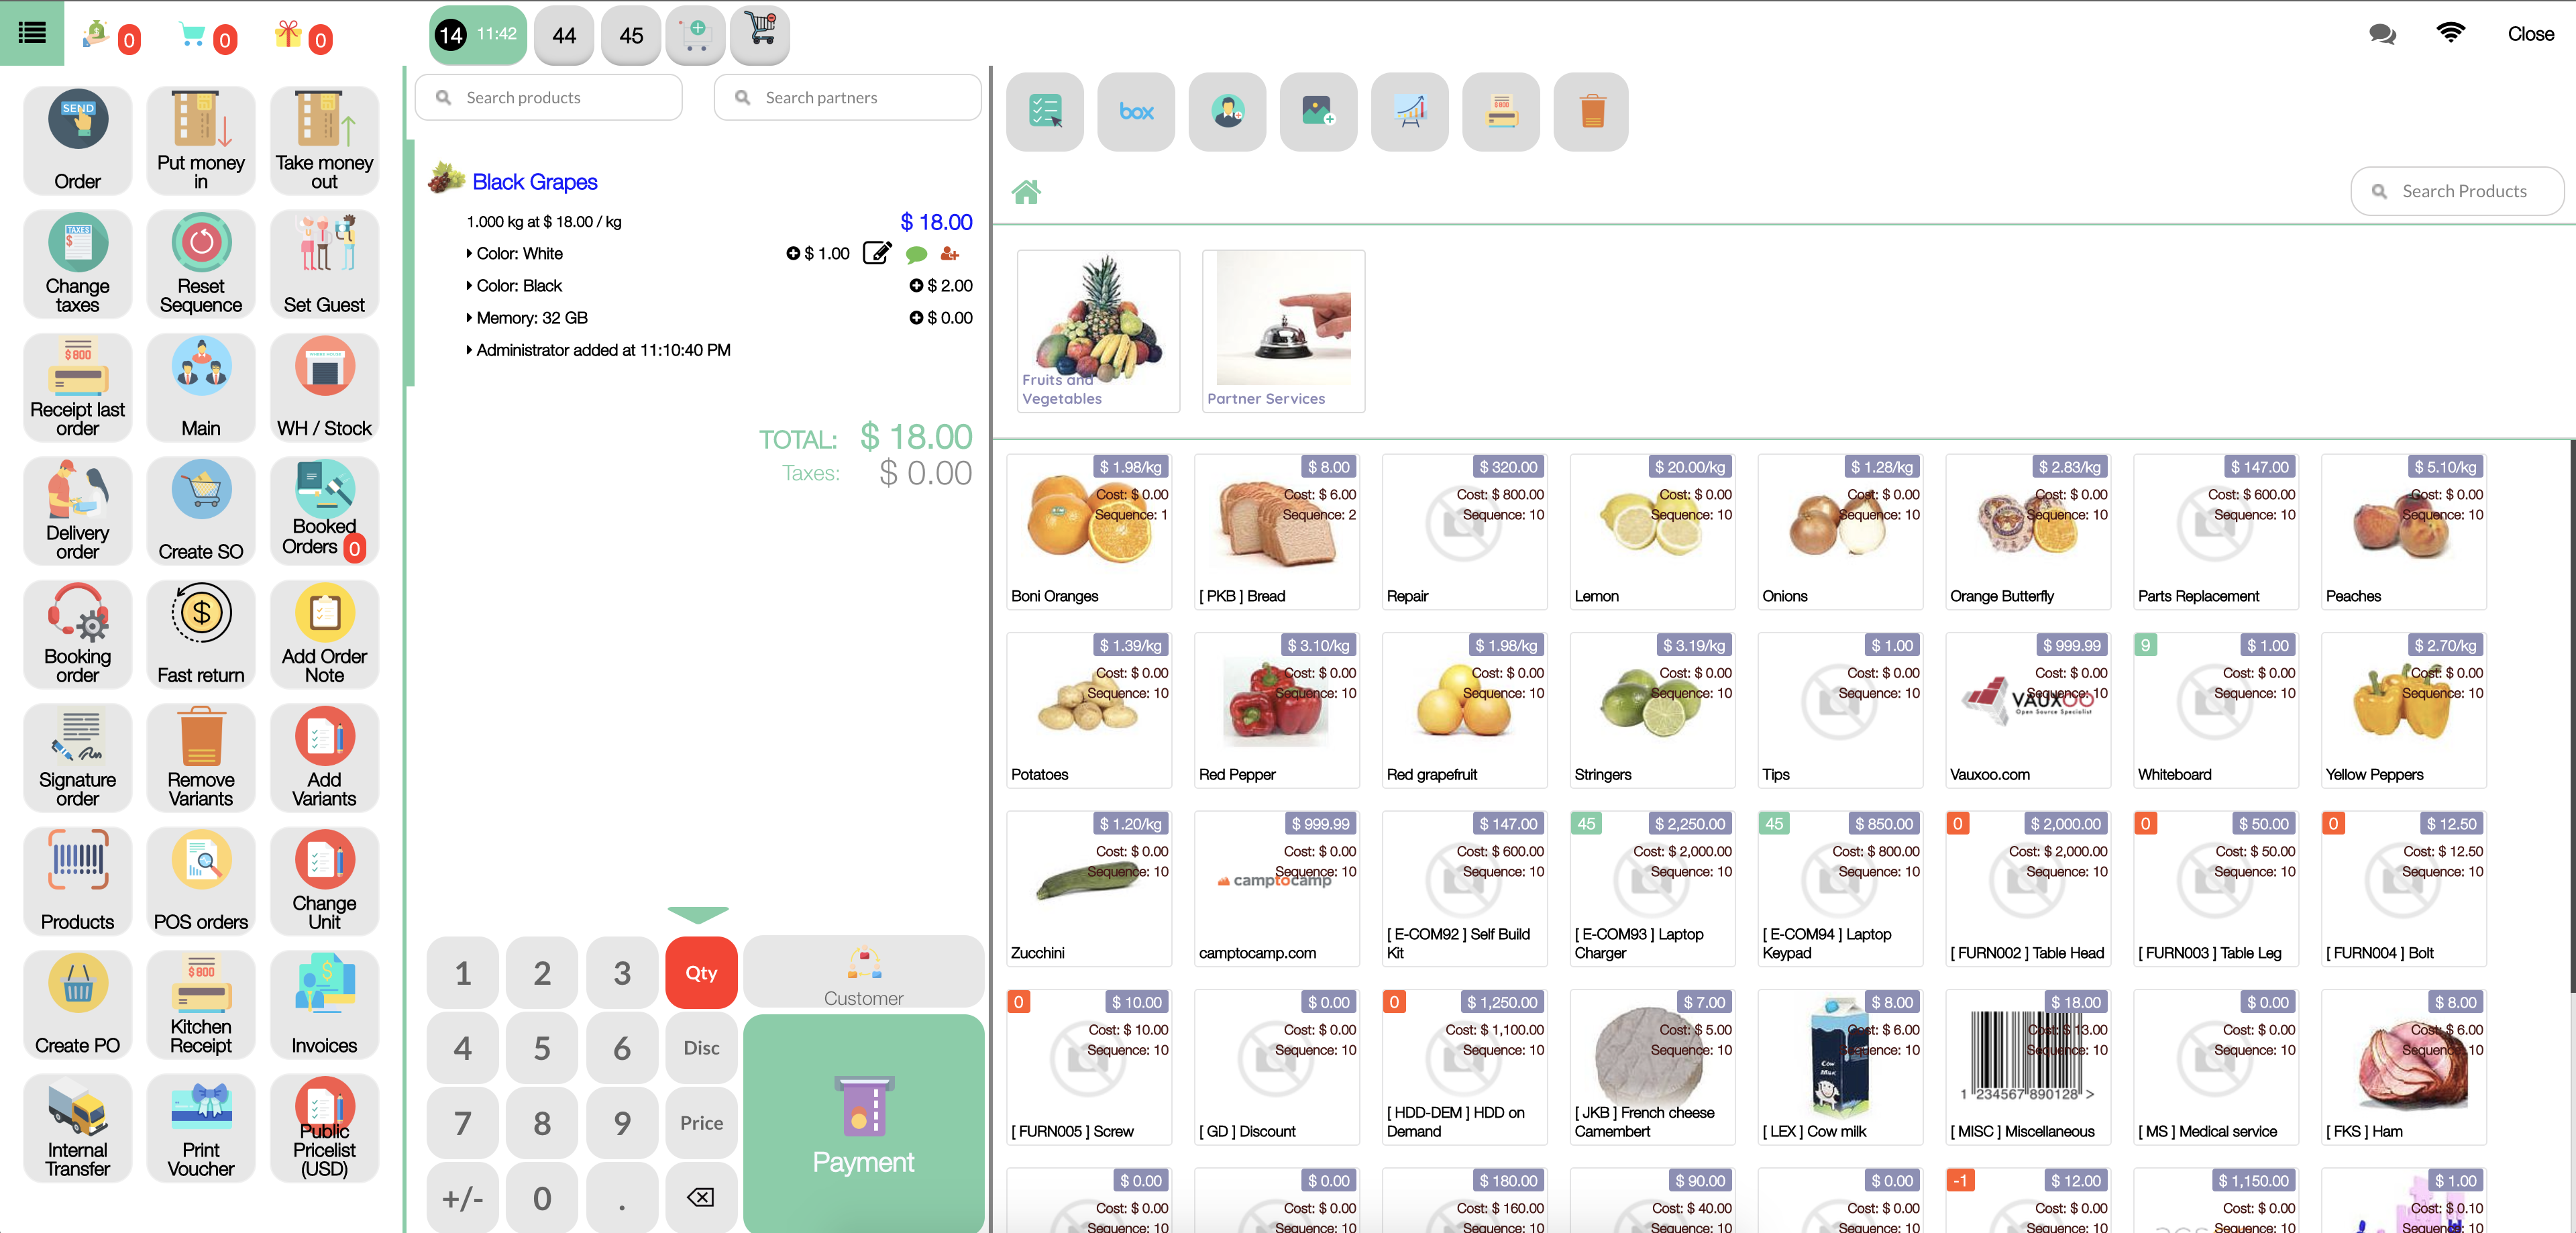 0
0
0
14 11:42
44
45
Close
SEND
Order
Put money
in
Take money
out
TAXES
Change
taxes
Reset
Sequence
Set Guest
$ 800
Receipt last
order
Main
WH / Stock
Delivery
order
Create SO
Booked
Orders 0
Booking
order
Fast return
Add Order
Note
Signature
order
Remove
Variants
Add
Variants
Products
POS orders
Change
Unit
Create PO
$ 800
Kitchen
Receipt
Invoices
Internal
Transfer
Print
Voucher
Public
Pricelist
(USD)
Search products
Search partners
Black Grapes
1.000 kg at $ 18.00 / kg
$ 18.00
Color: White
$ 1.00
Color: Black
$ 2.00
Memory: 32 GB
$ 0.00
Administrator added at 11:10:40 PM
TOTAL: $ 18.00
Taxes: $ 0.00
1 2 3 Qty
Customer
4 5 6 Disc
7 8 9 Price
+/- 0 .
Payment
box
$ 800
Search Products
Fruits and
Vegetables
Partner Services
$ 1.98/kg
Cost: $ 0.00
Sequence: 1
Boni Oranges
$ 8.00
Cost: $ 6.00
Sequence: 2
[ PKB ] Bread
$ 320.00
Cost: $ 800.00
Sequence: 10
Repair
$ 20.00/kg
Cost: $ 0.00
Sequence: 10
Lemon
$ 1.28/kg
Cost: $ 0.00
Sequence: 10
Onions
$ 2.83/kg
Cost: $ 0.00
Sequence: 10
Orange Butterfly
$ 147.00
Cost: $ 600.00
Sequence: 10
Parts Replacement
$ 5.10/kg
Cost: $ 0.00
Sequence: 10
Peaches
$ 1.39/kg
Cost: $ 0.00
Sequence: 10
Potatoes
$ 3.10/kg
Cost: $ 0.00
Sequence: 10
Red Pepper
$ 1.98/kg
Cost: $ 0.00
Sequence: 10
Red grapefruit
$ 3.19/kg
Cost: $ 0.00
Sequence: 10
Stringers
$ 1.00
Cost: $ 0.00
Sequence: 10
Tips
$ 999.99
Cost: $ 0.00
Sequence: 10
VAUXOO
Open Source Specialist
Vauxoo.com
9
$ 1.00
Cost: $ 0.00
Sequence: 10
Whiteboard
$ 2.70/kg
Cost: $ 0.00
Sequence: 10
Yellow Peppers
$ 1.20/kg
Cost: $ 0.00
Sequence: 10
Zucchini
$ 999.99
Cost: $ 0.00
Sequence: 10
camptocamp
camptocamp.com
$ 147.00
Cost: $ 600.00
Sequence: 10
[ E-COM92 ] Self Build
Kit
45
$ 2,250.00
Cost: $ 2,000.00
Sequence: 10
[ E-COM93 ] Laptop
Charger
45
$ 850.00
Cost: $ 800.00
Sequence: 10
[ E-COM94 ] Laptop
Keypad
0
$ 2,000.00
Cost: $ 2,000.00
Sequence: 10
[ FURN002 ] Table Head
0
$ 50.00
Cost: $ 50.00
Sequence: 10
[ FURN003 ] Table Leg
0
$ 12.50
Cost: $ 12.50
Sequence: 10
[ FURN004 ] Bolt
0
$ 10.00
Cost: $ 10.00
Sequence: 10
[ FURN005 ] Screw
$ 0.00
Cost: $ 0.00
Sequence: 10
[ GD ] Discount
0
$ 1,250.00
Cost: $ 1,100.00
Sequence: 10
[ HDD-DEM ] HDD on
Demand
$ 7.00
Cost: $ 5.00
Sequence: 10
[ JKB ] French cheese
Camembert
$ 8.00
Cost: $ 6.00
Sequence: 10
Cow
Milk
[ LEX ] Cow milk
$ 18.00
Cost: $ 13.00
Sequence: 10
1 234567 890128 >
[ MISC ] Miscellaneous
$ 0.00
Cost: $ 0.00
Sequence: 10
[ MS ] Medical service
$ 8.00
Cost: $ 6.00
Sequence: 10
[ FKS ] Ham
$ 0.00
Cost: $ 0.00
Sequence: 10
$ 0.00
Cost: $ 0.00
Sequence: 10
$ 180.00
Cost: $ 160.00
Sequence: 10
$ 90.00
Cost: $ 40.00
Sequence: 10
$ 0.00
Cost: $ 0.00
Sequence: 10
-1
$ 12.00
Cost: $ 0.00
Sequence: 10
$ 1,150.00
Cost: $ 0.00
Sequence: 10
$ 1.00
Cost: $ 0.10
Sequence: 10